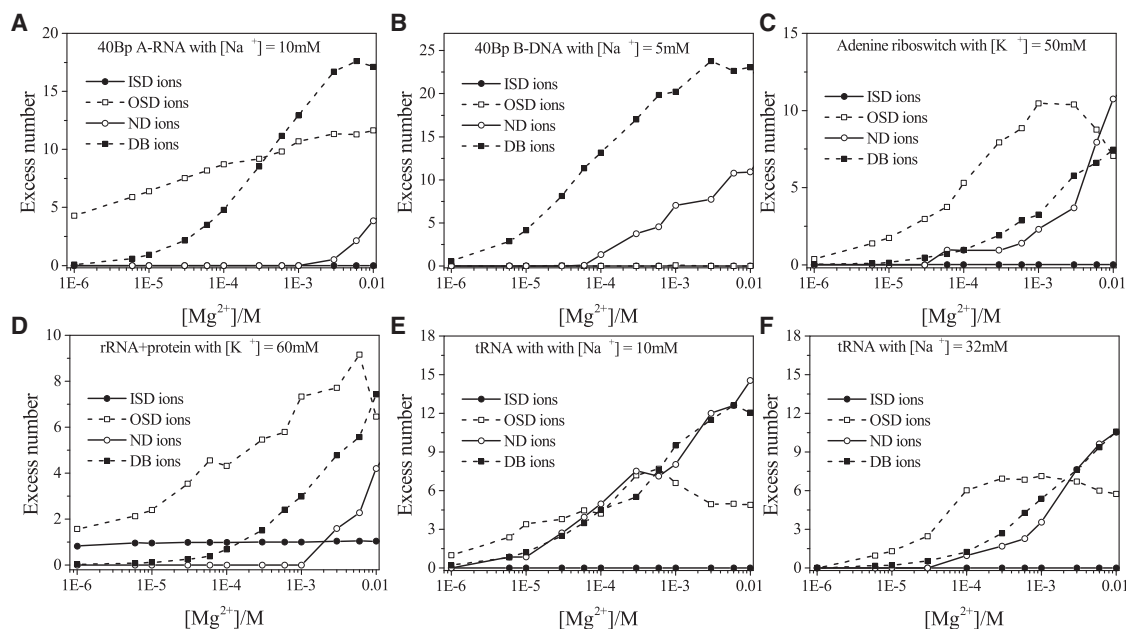 A
40Bp A-RNA with [Na⁺] = 10mM
ISD ions
OSD ions
ND ions
DB ions
Excess number
20
15
10
5
0
1E-6 1E-5 1E-4 1E-3 0.01
[Mg²⁺]/M
B
40Bp B-DNA with [Na⁺] = 5mM
ISD ions
OSD ions
ND ions
DB ions
Excess number
25
20
15
10
5
0
1E-6 1E-5 1E-4 1E-3 0.01
[Mg²⁺]/M
C
Adenine riboswitch with [K⁺] = 50mM
ISD ions
OSD ions
ND ions
DB ions
Excess number
15
10
5
0
1E-6 1E-5 1E-4 1E-3 0.01
[Mg²⁺]/M
D
rRNA+protein with [K⁺] = 60mM
ISD ions
OSD ions
ND ions
DB ions
Excess number
10
8
6
4
2
0
1E-6 1E-5 1E-4 1E-3 0.01
[Mg²⁺]/M
E
tRNA with with [Na⁺] = 10mM
ISD ions
OSD ions
ND ions
DB ions
Excess number
18
15
12
9
6
3
0
1E-6 1E-5 1E-4 1E-3 0.01
[Mg²⁺]/M
F
tRNA with [Na⁺] = 32mM
ISD ions
OSD ions
ND ions
DB ions
Excess number
18
15
12
9
6
3
0
1E-6 1E-5 1E-4 1E-3 0.01
[Mg²⁺]/M